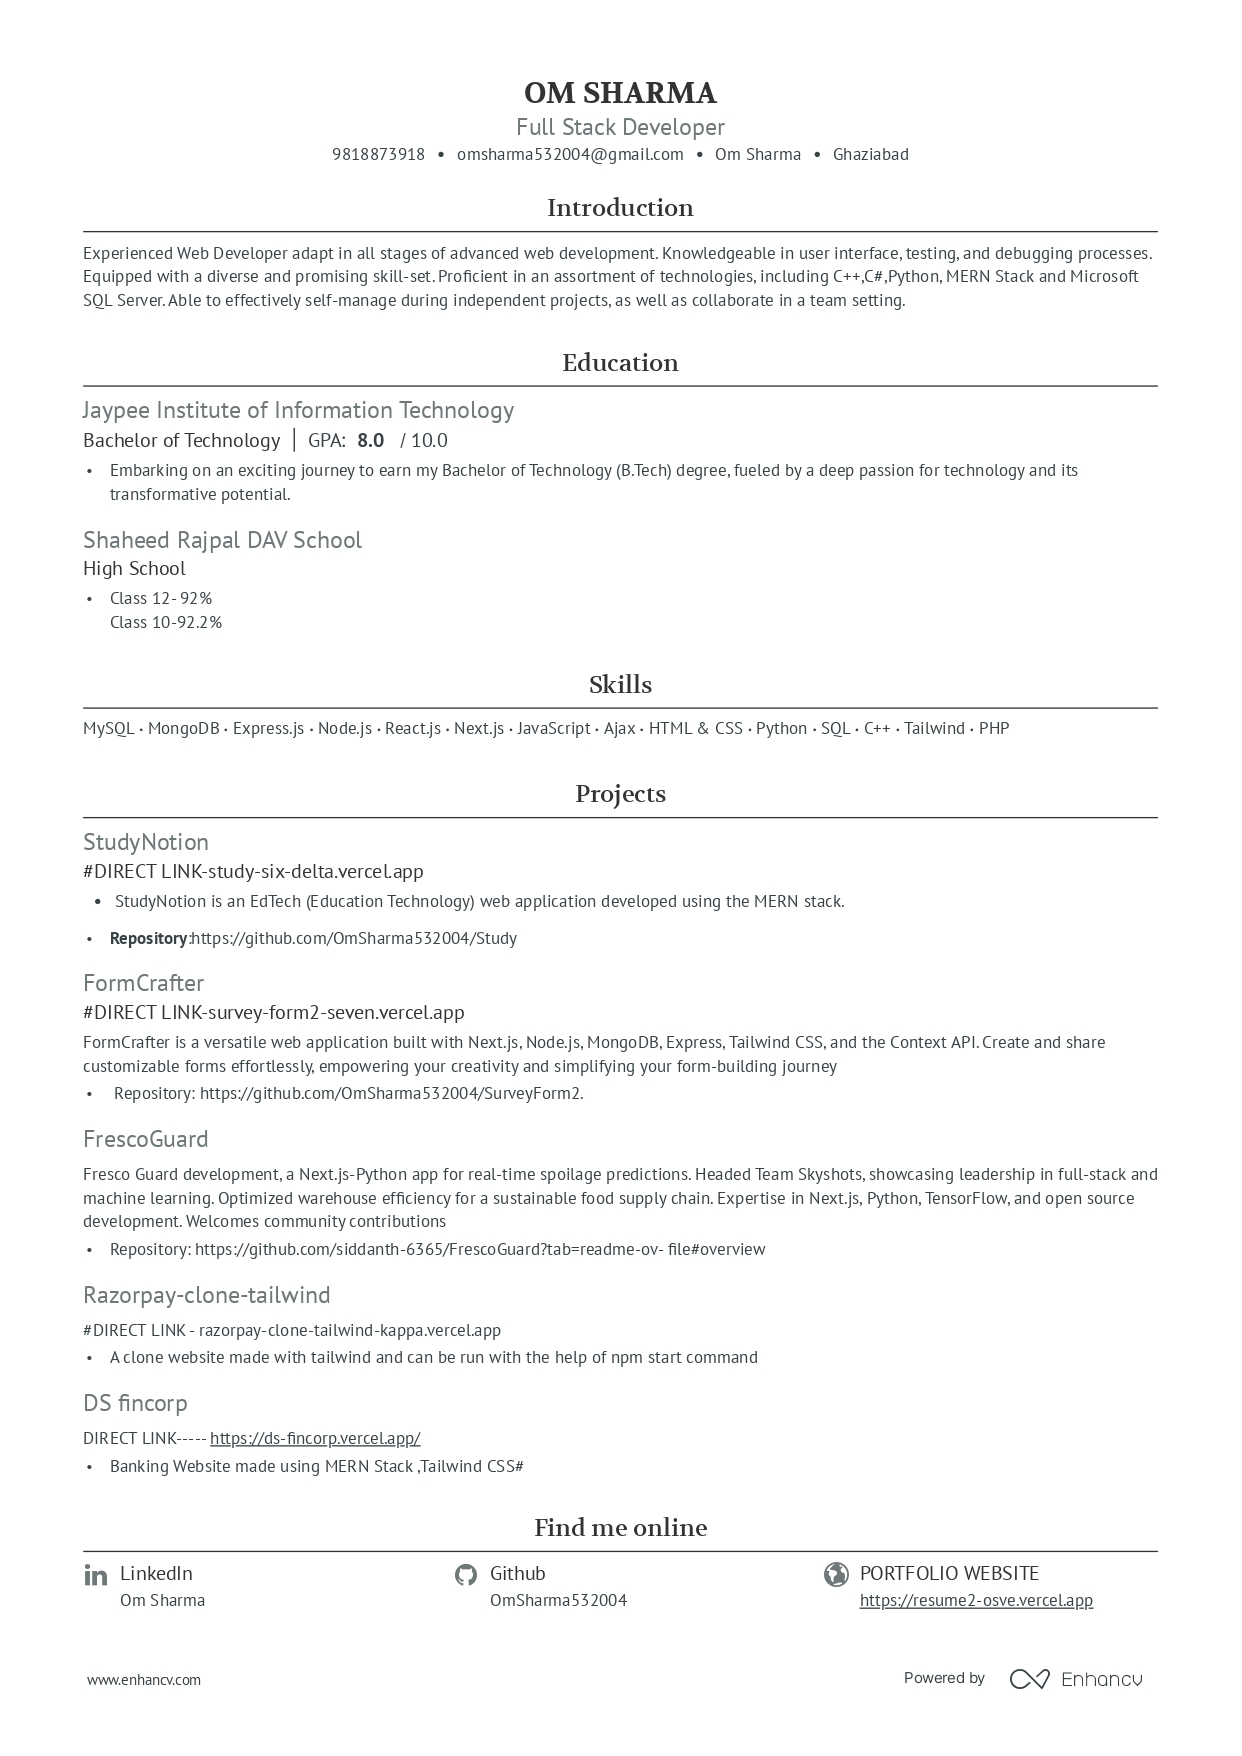 OM SHARMA
Full Stack Developer
9818873918 • omsharma532004@gmail.com • Om Sharma • Ghaziabad
Introduction
Experienced Web Developer adapt in all stages of advanced web development. Knowledgeable in user interface, testing, and debugging processes.
Equipped with a diverse and promising skill-set. Proficient in an assortment of technologies, including C++,C#,Python, MERN Stack and Microsoft
SQL Server. Able to effectively self-manage during independent projects, as well as collaborate in a team setting.
Education
Jaypee Institute of Information Technology
Bachelor of Technology | GPA: 8.0 / 10.0
• Embarking on an exciting journey to earn my Bachelor of Technology (B.Tech) degree, fueled by a deep passion for technology and its
transformative potential.
Shaheed Rajpal DAV School
High School
• Class 12- 92%
Class 10-92.2%
Skills
MySQL · MongoDB · Express.js · Node.js · React.js · Next.js · JavaScript · Ajax · HTML & CSS · Python · SQL · C++ · Tailwind · PHP
Projects
StudyNotion
#DIRECT LINK-study-six-delta.vercel.app
• StudyNotion is an EdTech (Education Technology) web application developed using the MERN stack.
• Repository:https://github.com/OmSharma532004/Study
FormCrafter
#DIRECT LINK-survey-form2-seven.vercel.app
FormCrafter is a versatile web application built with Next.js, Node.js, MongoDB, Express, Tailwind CSS, and the Context API. Create and share
customizable forms effortlessly, empowering your creativity and simplifying your form-building journey
• Repository: https://github.com/OmSharma532004/SurveyForm2.
FrescoGuard
Fresco Guard development, a Next.js-Python app for real-time spoilage predictions. Headed Team Skyshots, showcasing leadership in full-stack and
machine learning. Optimized warehouse efficiency for a sustainable food supply chain. Expertise in Next.js, Python, TensorFlow, and open source
development. Welcomes community contributions
• Repository: https://github.com/siddanth-6365/FrescoGuard?tab=readme-ov- file#overview
Razorpay-clone-tailwind
#DIRECT LINK - razorpay-clone-tailwind-kappa.vercel.app
• A clone website made with tailwind and can be run with the help of npm start command
DS fincorp
DIRECT LINK----- https://ds-fincorp.vercel.app/
• Banking Website made using MERN Stack ,Tailwind CSS#
Find me online
LinkedIn Github PORTFOLIO WEBSITE
Om Sharma OmSharma532004 https://resume2-osve.vercel.app
www.enhancv.com Powered by Enhancv